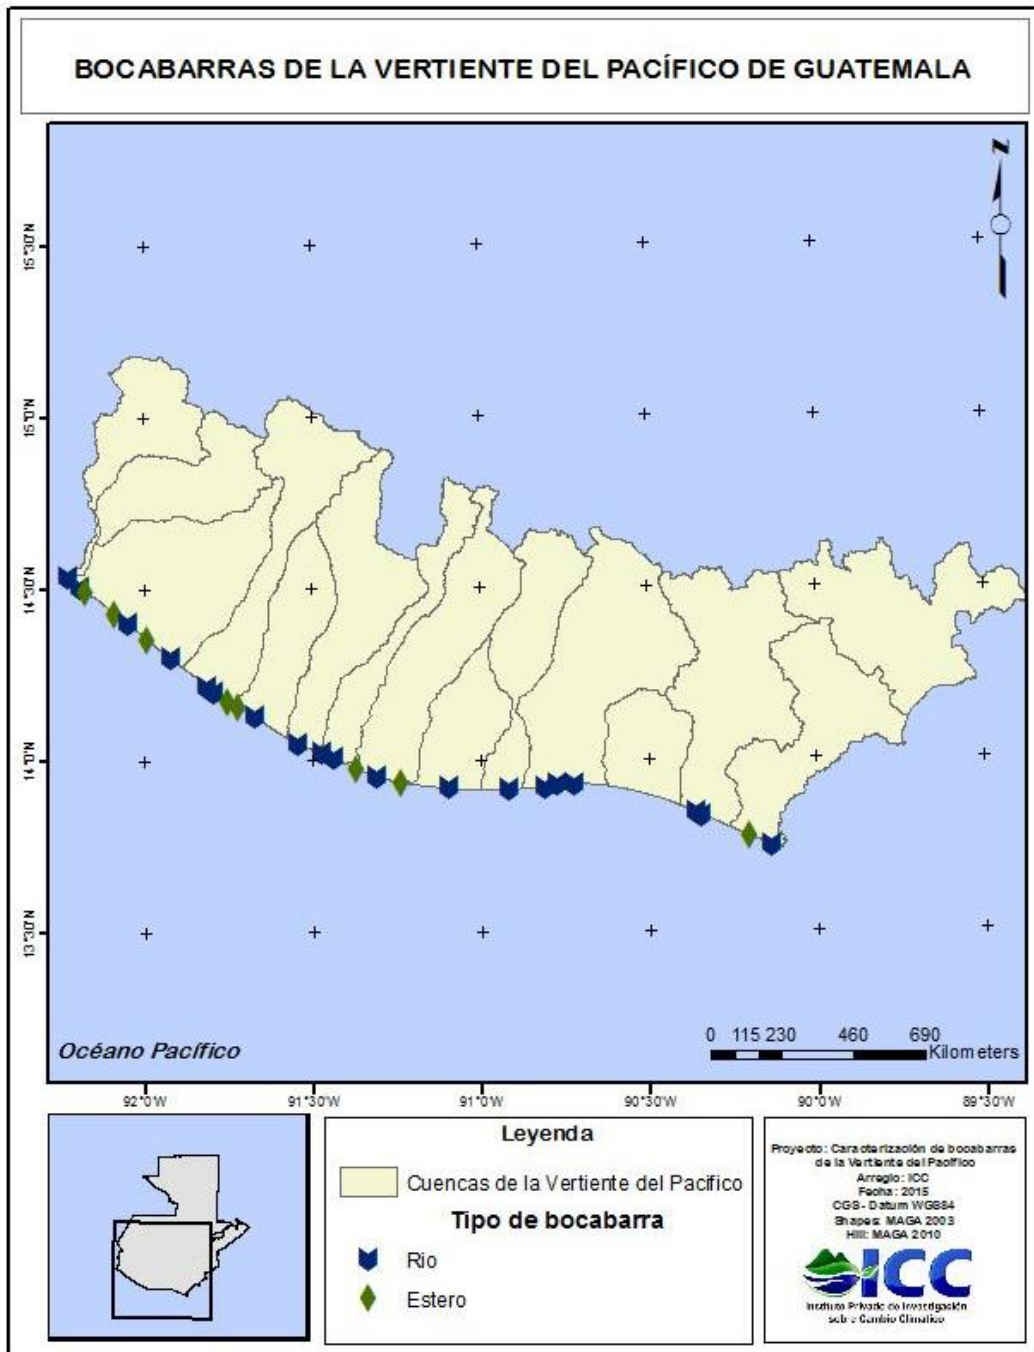 BOCABARRAS DE LA VERTIENTE DEL PACÍFICO DE GUATEMALA
N
15°30'N
15°0'N
14°30'N
14°0'N
13°30'N
Océano Pacífico
0 115 230 460 690
Kilometers
92°0'W 91°30'W 91°0'W 90°30'W 90°0'W 89°30'W
Leyenda
Cuencas de la Vertiente del Pacifico
Tipo de bocabarra
Rio
Estero
Proyecto: Caracterización de bocabarras
de la Vertiente del Pacífico
Arreglo: ICC
Fecha: 2015
CGS- Datum WGS84
Shapes: MAGA 2003
Hill: MAGA 2010
ICC
Instituto Privado de Investigación
sobre Cambio Climatico